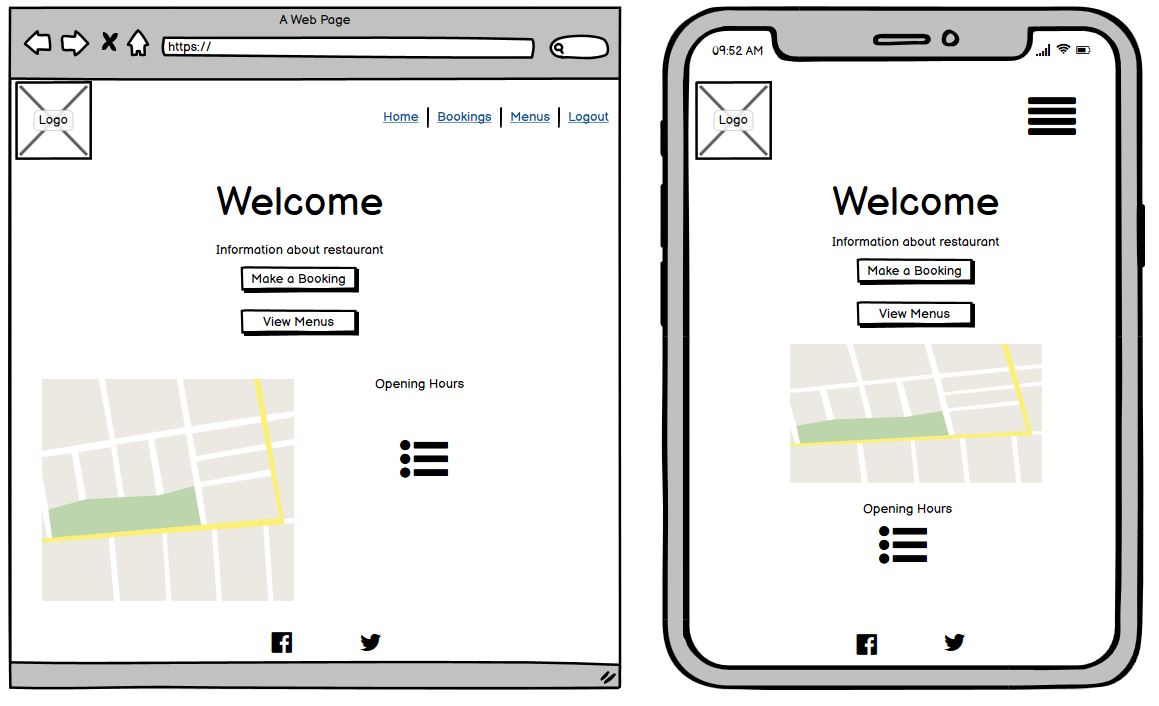 A Web Page
https://
Logo
Home
Bookings
Menus
Logout
Welcome
Information about restaurant
Make a Booking
View Menus
Opening Hours
09:52 AM
Logo
Welcome
Information about restaurant
Make a Booking
View Menus
Opening Hours